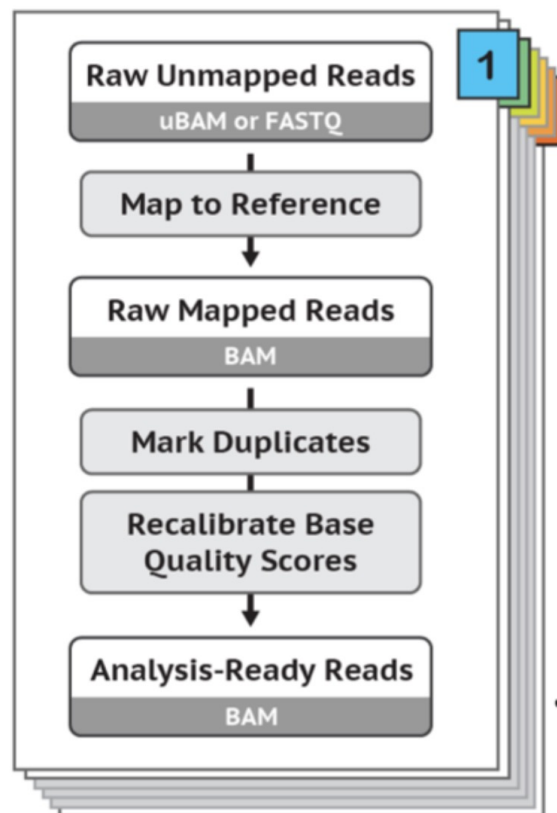 1
Raw Unmapped Reads
uBAM or FASTQ
Map to Reference
Raw Mapped Reads
BAM
Mark Duplicates
Recalibrate Base
Quality Scores
Analysis-Ready Reads
BAM